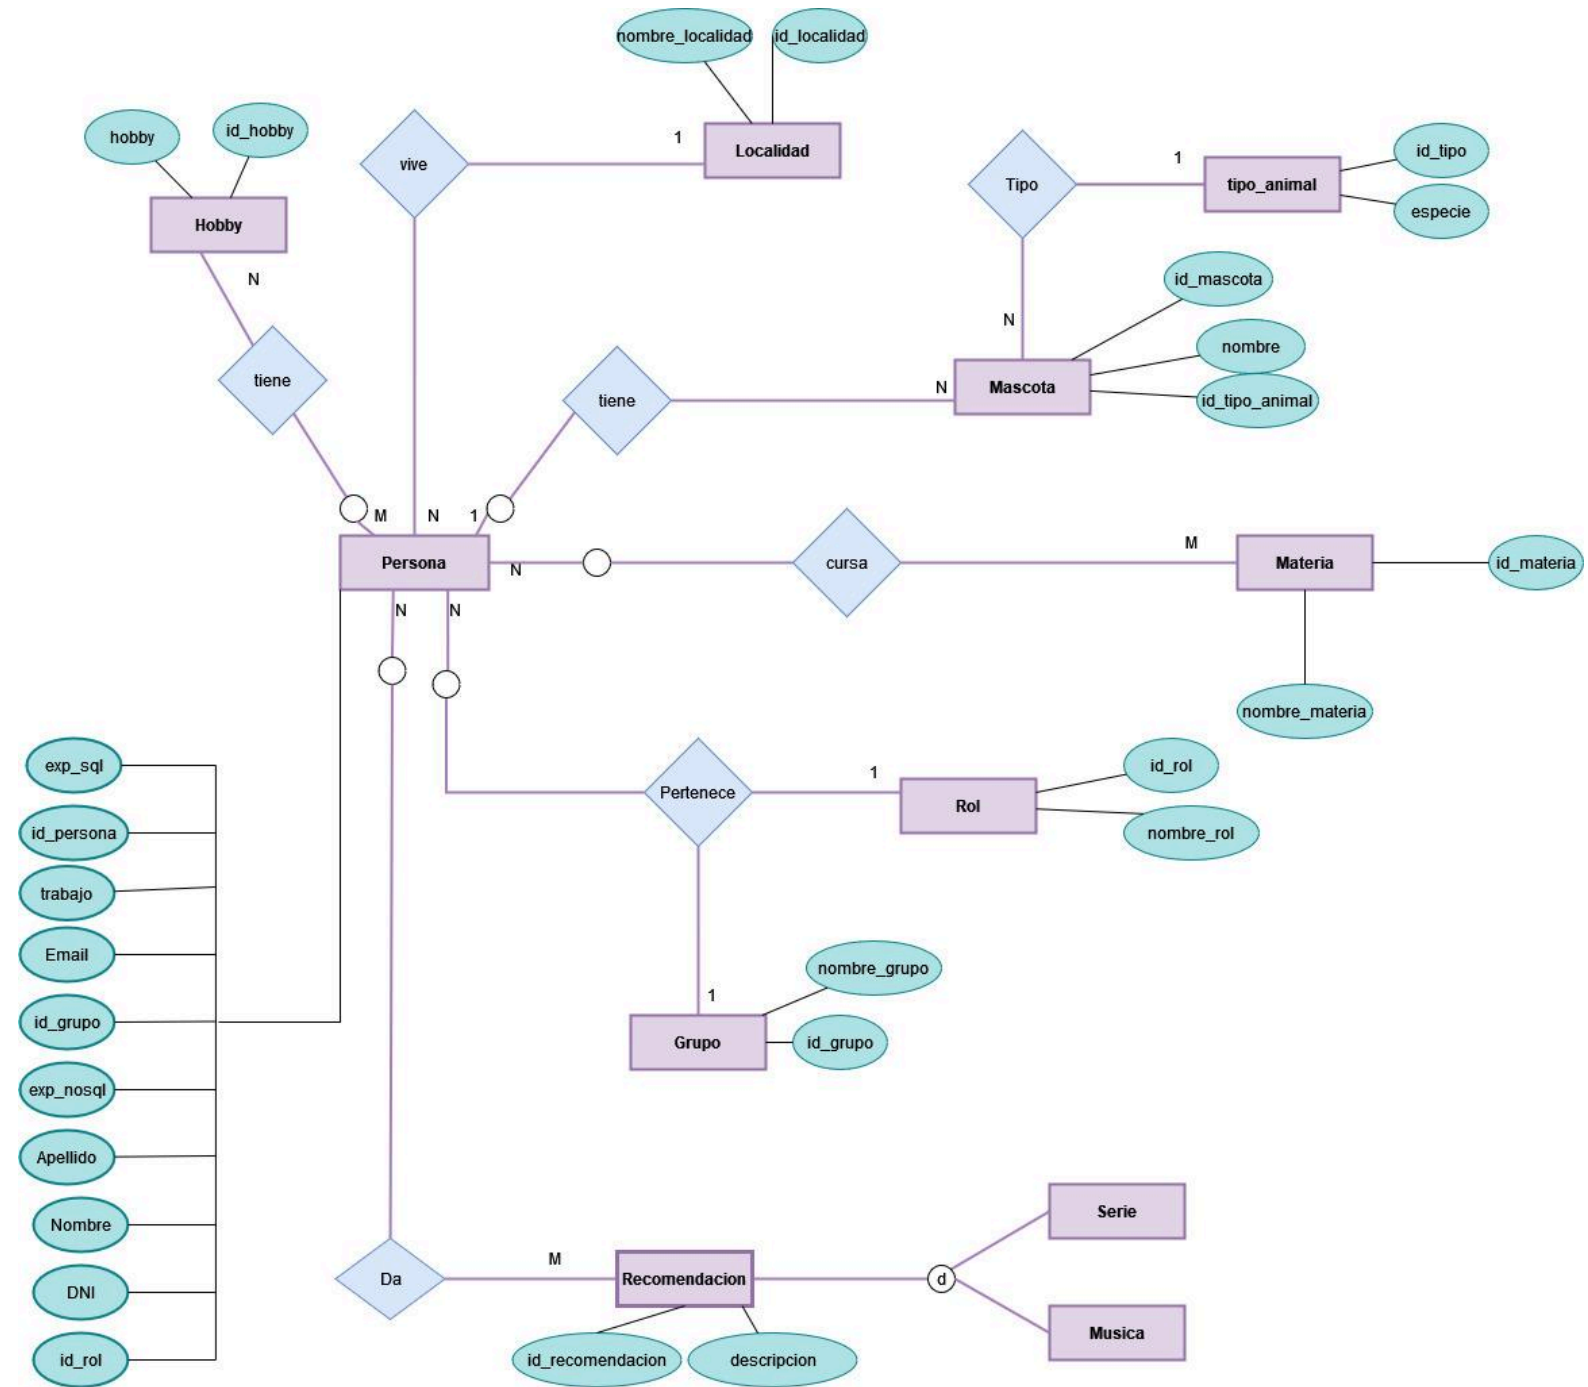 nombre_localidad
id_localidad
hobby
id_hobby
vive
1
Localidad
Tipo
1
tipo_animal
id_tipo
especie
Hobby
N
id_mascota
N
nombre
tiene
tiene
N
Mascota
id_tipo_animal
M
N
1
Persona
N
cursa
M
Materia
id_materia
N
N
nombre_materia
exp_sql
id_persona
trabajo
Email
id_grupo
exp_nosql
Apellido
Nombre
DNI
id_rol
Pertenece
1
Rol
id_rol
nombre_rol
1
nombre_grupo
Grupo
id_grupo
Da
M
Recomendacion
d
Serie
Musica
id_recomendacion
descripcion